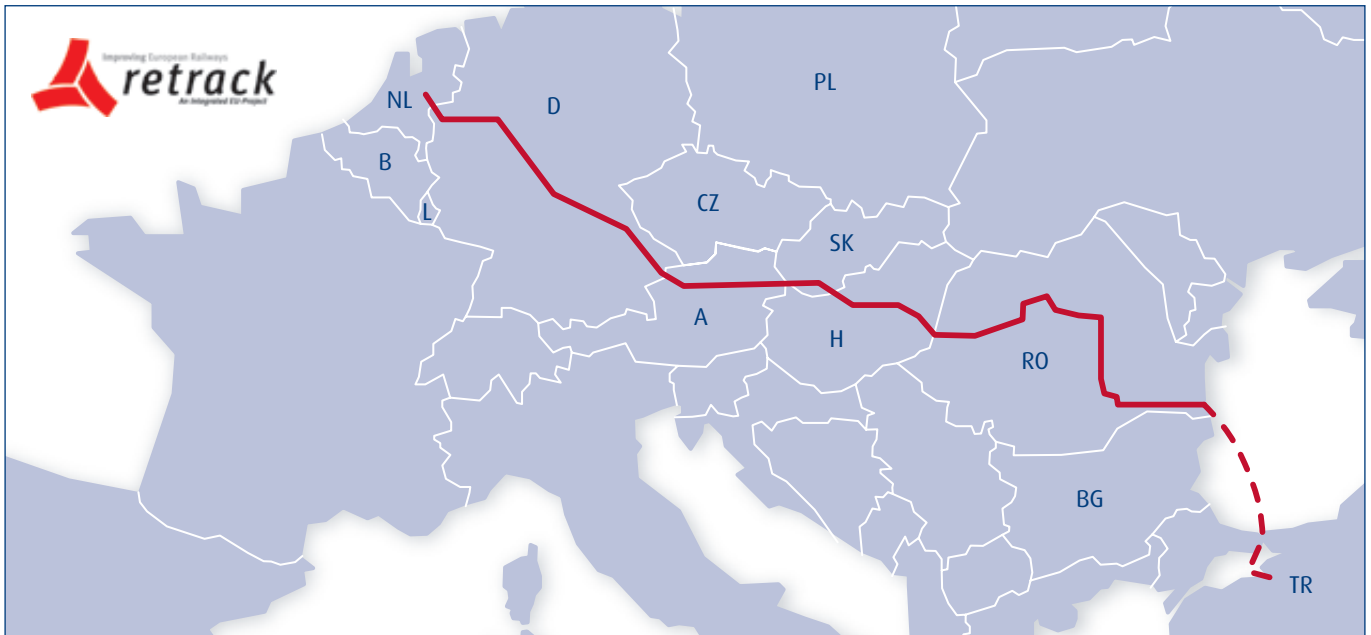 Improving European Railways
retrack
An Integrated EU-Project
NL
D
PL
B
L
CZ
SK
A
H
RO
BG
TR